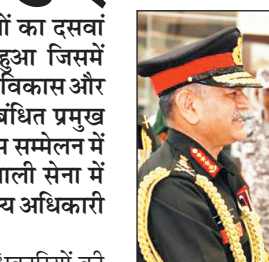 ों का दसवां
हुआ जिसमें
विकास और
बंधित प्रमुख
स सम्मेलन में
ाली सेना में
य अधिकारी